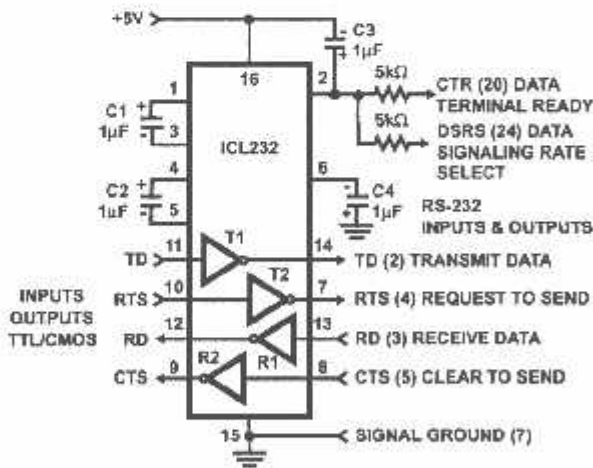 +5V
C3
1μF
-
+
16
1
2
5kΩ
CTR (20) DATA
TERMINAL READY
5kΩ
DSRS (24) DATA
SIGNALING RATE
SELECT
C1
1μF
+
-
3
ICL232
4
6
C2
1μF
+
-
5
-
+
C4
1μF
RS-232
INPUTS & OUTPUTS
TD
11
T1
14
TD (2) TRANSMIT DATA
INPUTS
OUTPUTS
TTL/CMOS
RTS
10
T2
7
RTS (4) REQUEST TO SEND
RD
12
R1
13
RD (3) RECEIVE DATA
CTS
9
R2
8
CTS (5) CLEAR TO SEND
15
SIGNAL GROUND (7)